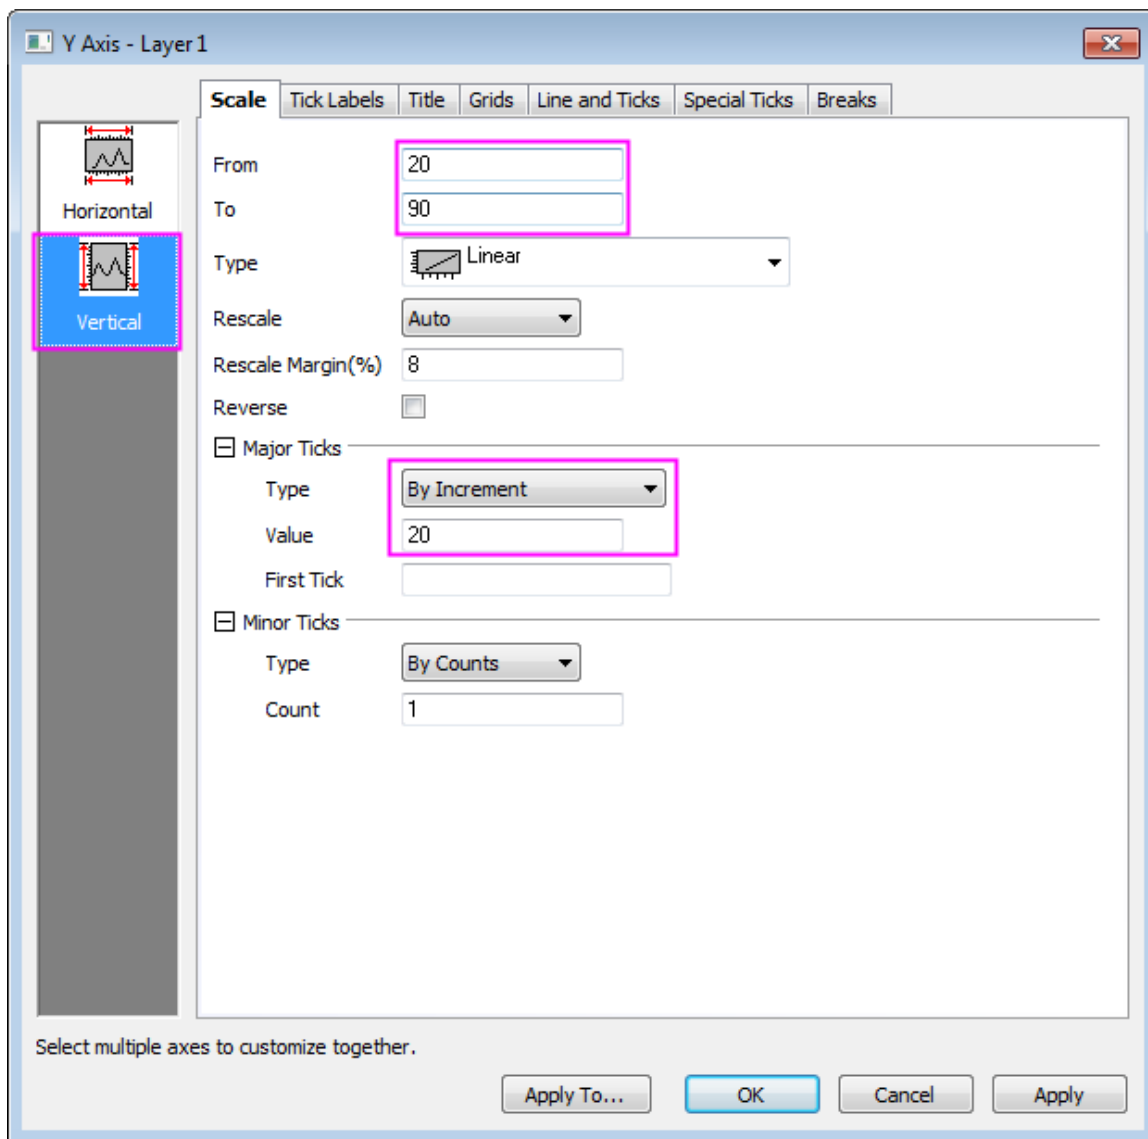 Y Axis - Layer1
Scale Tick Labels Title Grids Line and Ticks Special Ticks Breaks
Horizontal
Vertical
From 20
To 90
Type Linear
Rescale Auto
Rescale Margin(%) 8
Reverse
Major Ticks
Type By Increment
Value 20
First Tick
Minor Ticks
Type By Counts
Count 1
Select multiple axes to customize together.
Apply To... OK Cancel Apply